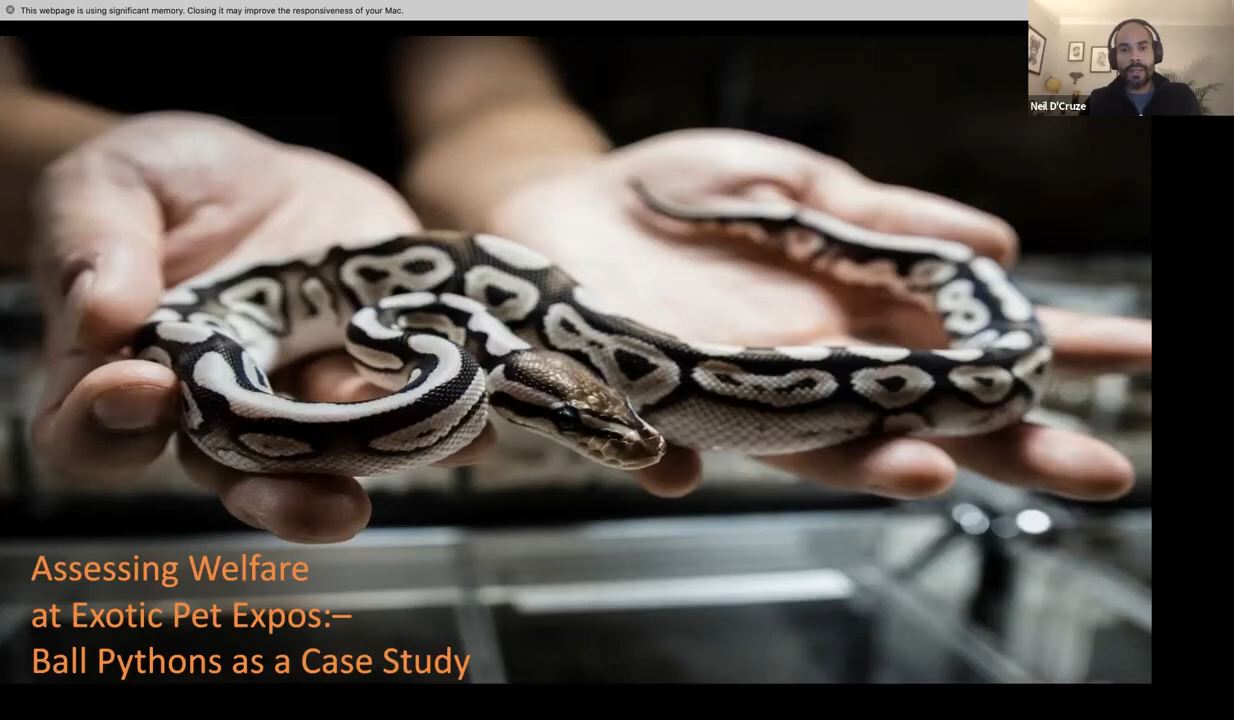 This webpage is using significant memory. Closing it may improve the responsiveness of your Mac.
Neil D'Cruze
Assessing Welfare
at Exotic Pet Expos:–
Ball Pythons as a Case Study